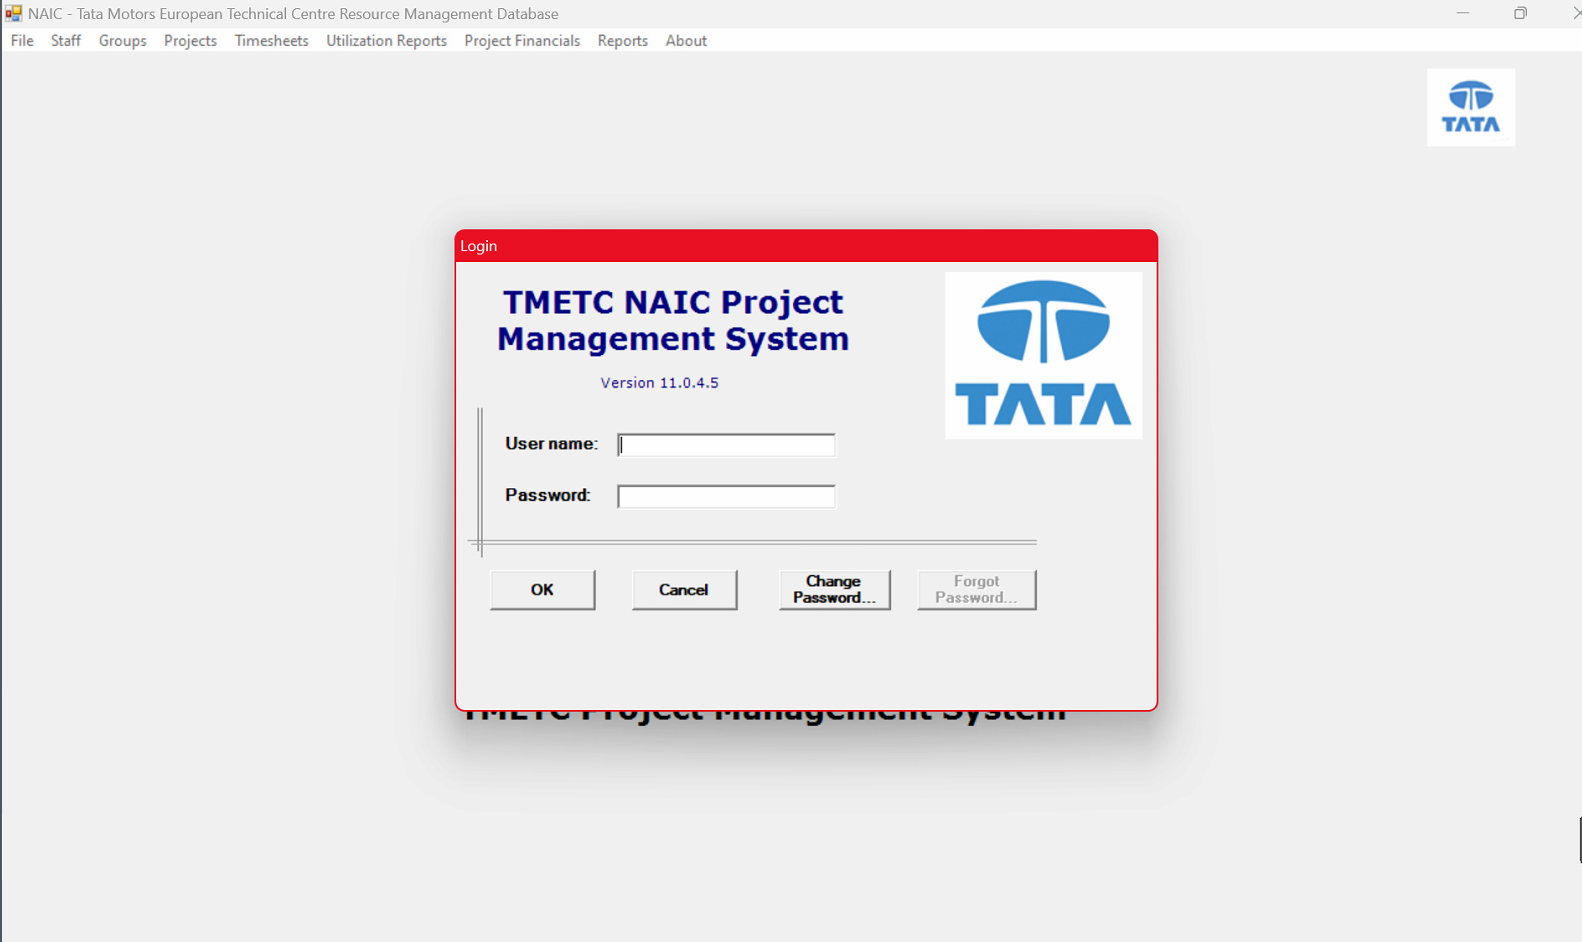 NAIC - Tata Motors European Technical Centre Resource Management Database
File Staff Groups Projects Timesheets Utilization Reports Project Financials Reports About
TATA
Login
TMETC NAIC Project
Management System
Version 11.0.4.5
TATA
User name:
Password:
OK Cancel Change Password... Forgot Password...
TMETC Project Management System